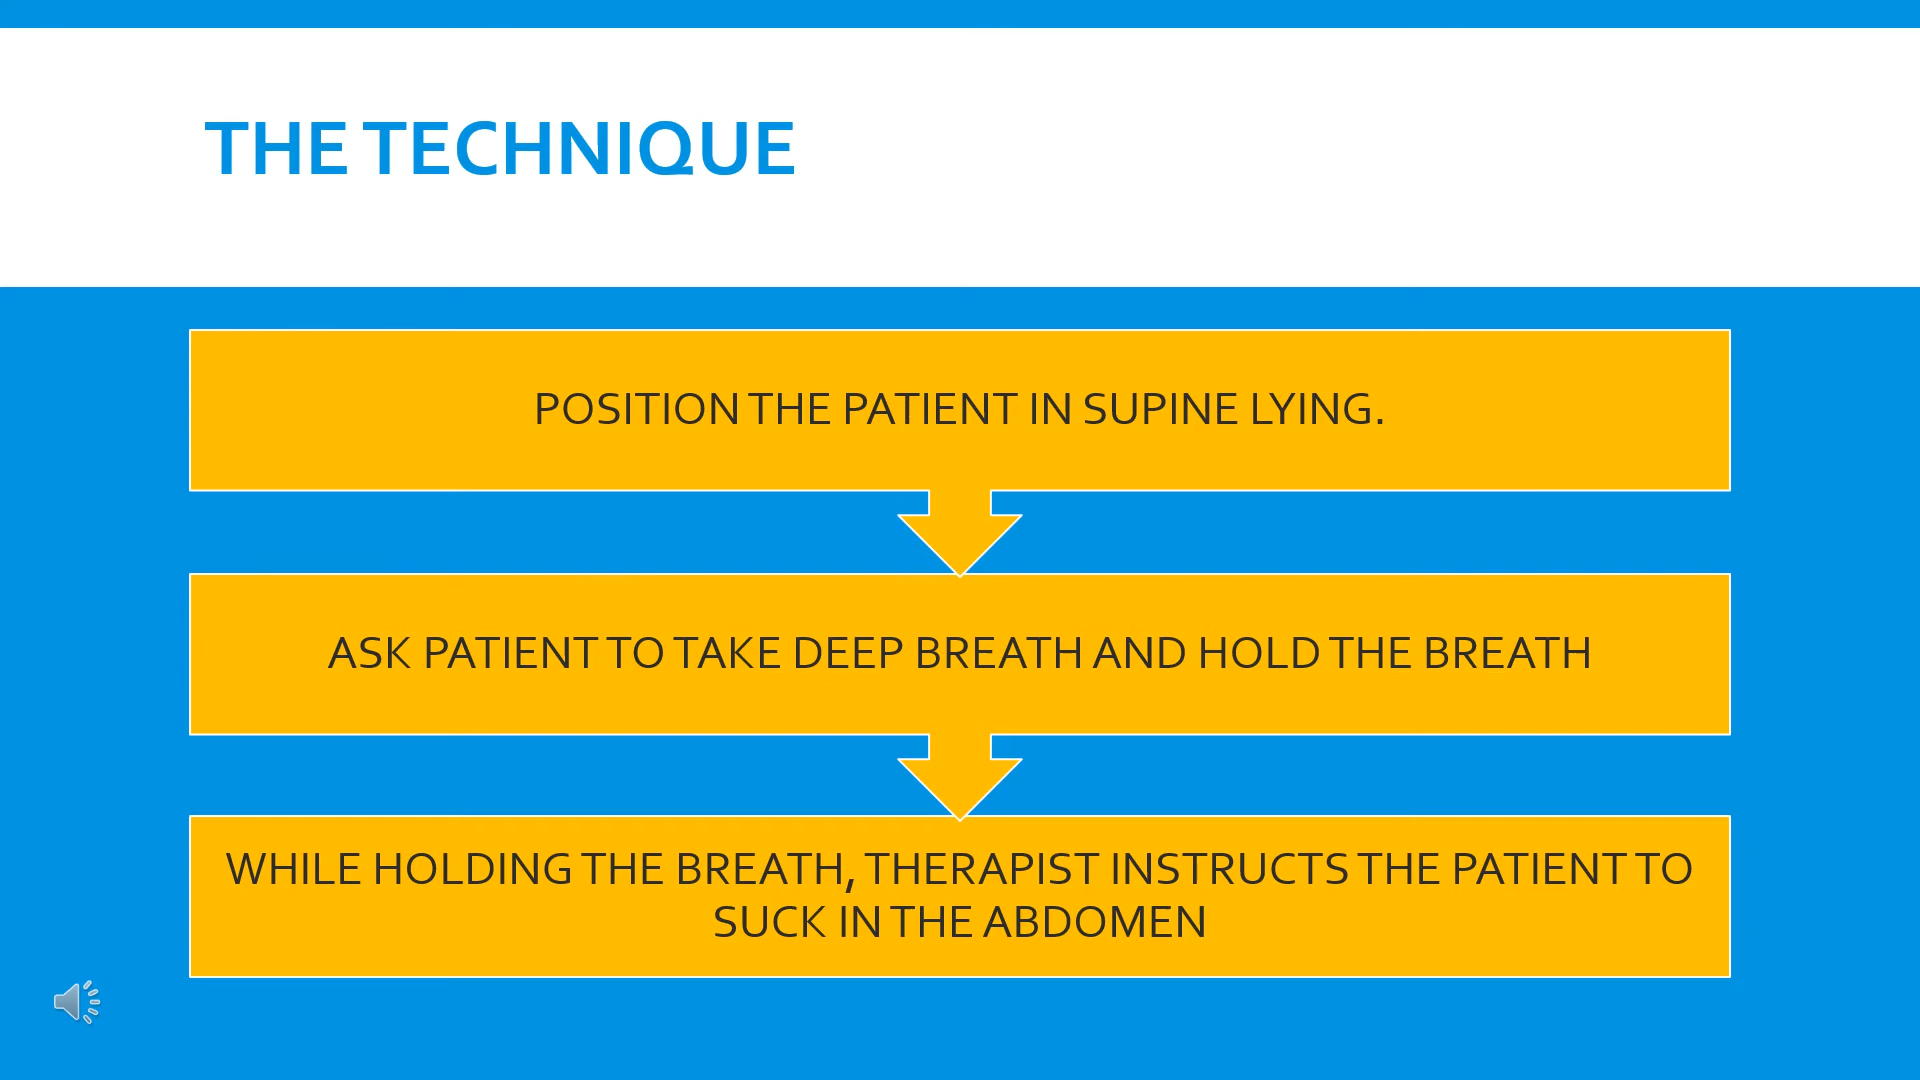 THE TECHNIQUE
POSITION THE PATIENT IN SUPINE LYING.
ASK PATIENT TO TAKE DEEP BREATH AND HOLD THE BREATH
WHILE HOLDING THE BREATH, THERAPIST INSTRUCTS THE PATIENT TO
SUCK IN THE ABDOMEN